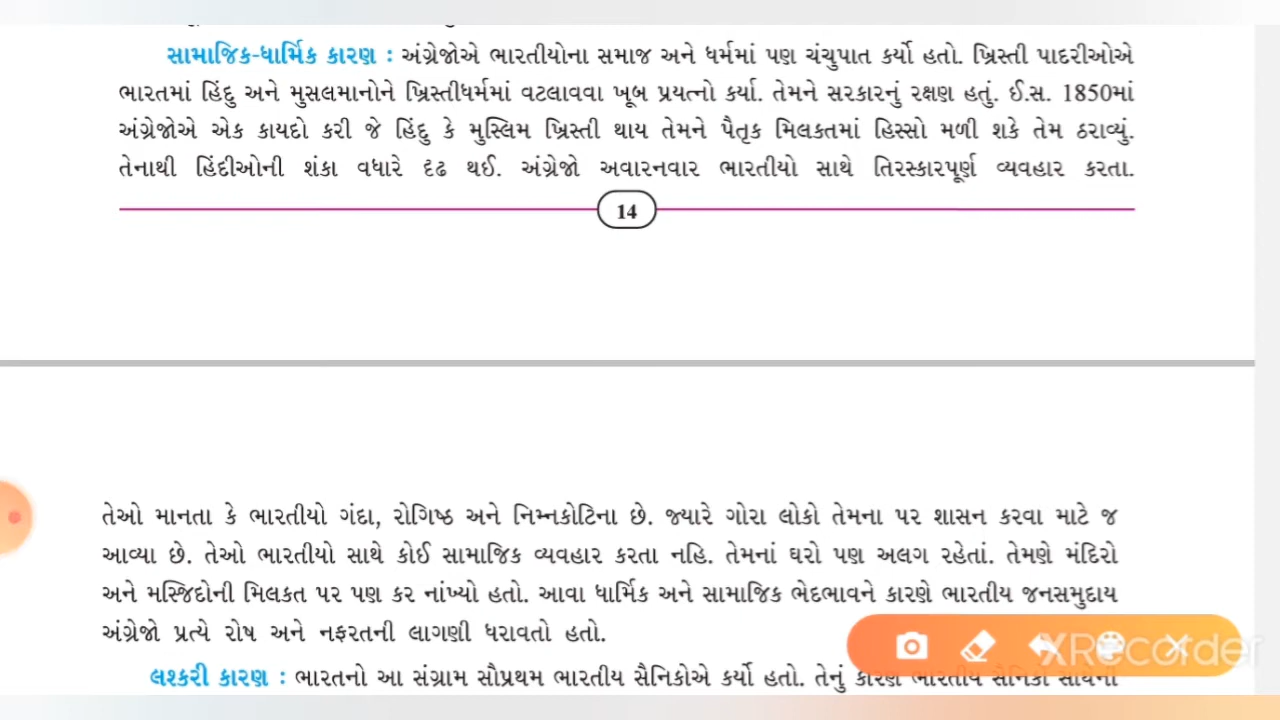 સામાજિક-ધાર્મિક કારણ : અંગ્રેજોએ ભારતીયોના સમાજ અને ધર્મમાં પણ ચંચુપાત કર્યો હતો. ખ્રિસ્તી પાદરીઓએ
ભારતમાં હિંદુ અને મુસલમાનોને ખ્રિસ્તીધર્મમાં વટલાવવા ખૂબ પ્રયત્નો કર્યા. તેમને સરકારનું રક્ષણ હતું. ઈ.સ. 1850માં
અંગ્રેજોએ એક કાયદો કરી જે હિંદુ કે મુસ્લિમ ખ્રિસ્તી થાય તેમને પૈતૃક મિલકતમાં હિસ્સો મળી શકે તેમ ઠરાવ્યું.
તેનાથી હિંદીઓની શંકા વધારે દૃઢ થઈ. અંગ્રેજો અવારનવાર ભારતીયો સાથે તિરસ્કારપૂર્ણ વ્યવહાર કરતા.
14
તેઓ માનતા કે ભારતીયો ગંદા, રોગિષ્ઠ અને નિમ્નકોટિના છે. જ્યારે ગોરા લોકો તેમના પર શાસન કરવા માટે જ
આવ્યા છે. તેઓ ભારતીયો સાથે કોઈ સામાજિક વ્યવહાર કરતા નહિ. તેમનાં ઘરો પણ અલગ રહેતાં. તેમણે મંદિરો
અને મસ્જિદોની મિલકત પર પણ કર નાંખ્યો હતો. આવા ધાર્મિક અને સામાજિક ભેદભાવને કારણે ભારતીય જનસમુદાય
અંગ્રેજો પ્રત્યે રોષ અને નફરતની લાગણી ધરાવતો હતો.
XRecorder
લશ્કરી કારણ : ભારતનો આ સંગ્રામ સૌપ્રથમ ભારતીય સૈનિકોએ કર્યો હતો. તેનું કારણ ભારતીય સૈનિકો સાથેના